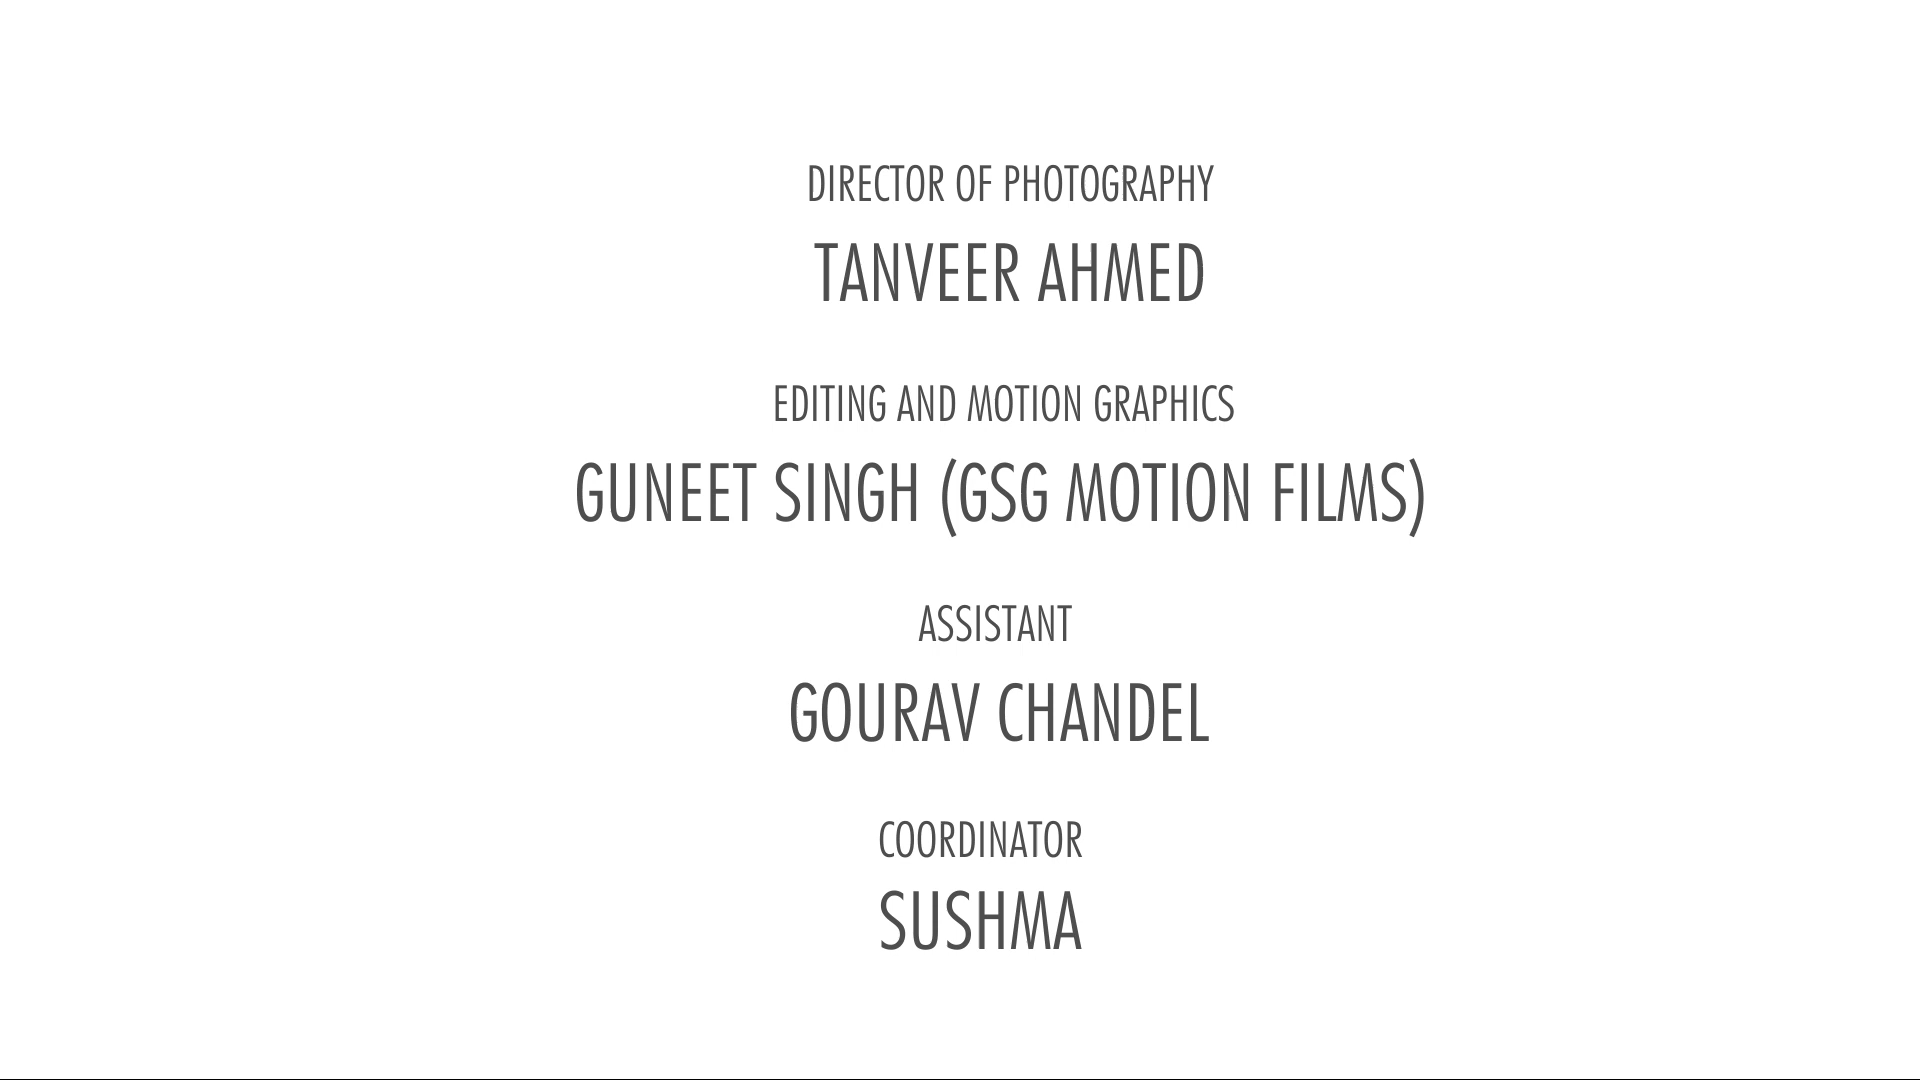 DIRECTOR OF PHOTOGRAPHY
TANVEER AHMED
EDITING AND MOTION GRAPHICS
GUNEET SINGH (GSG MOTION FILMS)
ASSISTANT
GOURAV CHANDEL
COORDINATOR
SUSHMA